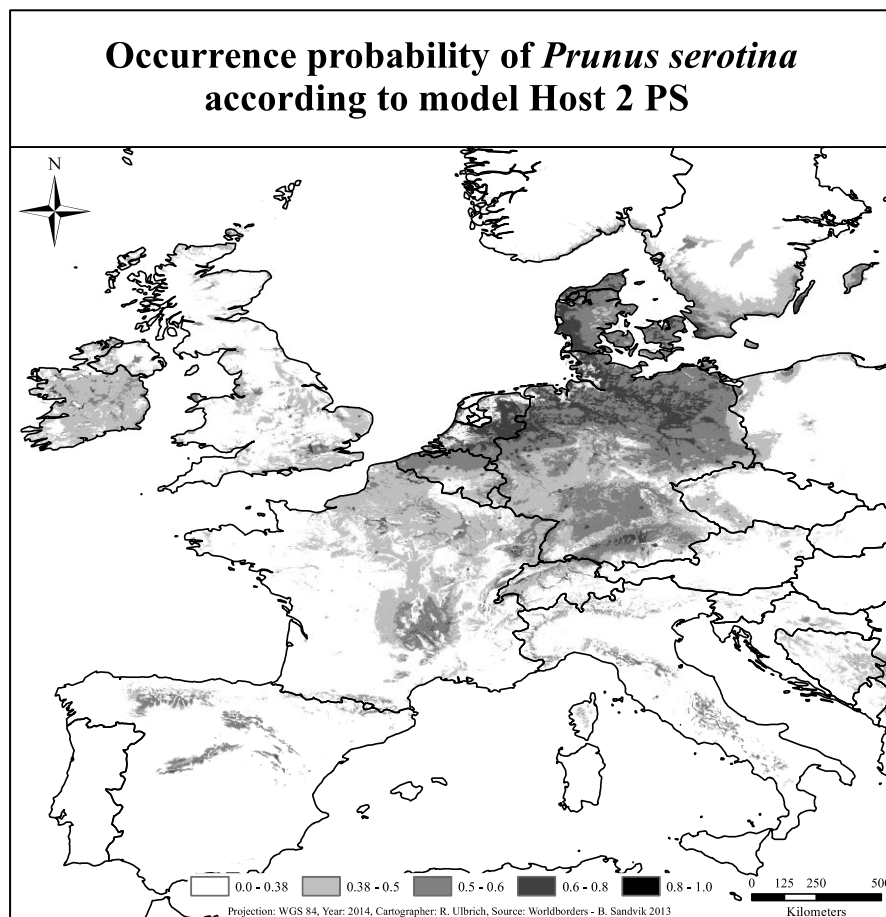 Occurrence probability of Prunus serotina
according to model Host 2 PS
N
0.0 - 0.38
0.38 - 0.5
0.5 - 0.6
0.6 - 0.8
0.8 - 1.0
0 125 250 500
Kilometers
Projection: WGS 84, Year: 2014, Cartographer: R. Ulbrich, Source: Worldborders - B. Sandvik 2013